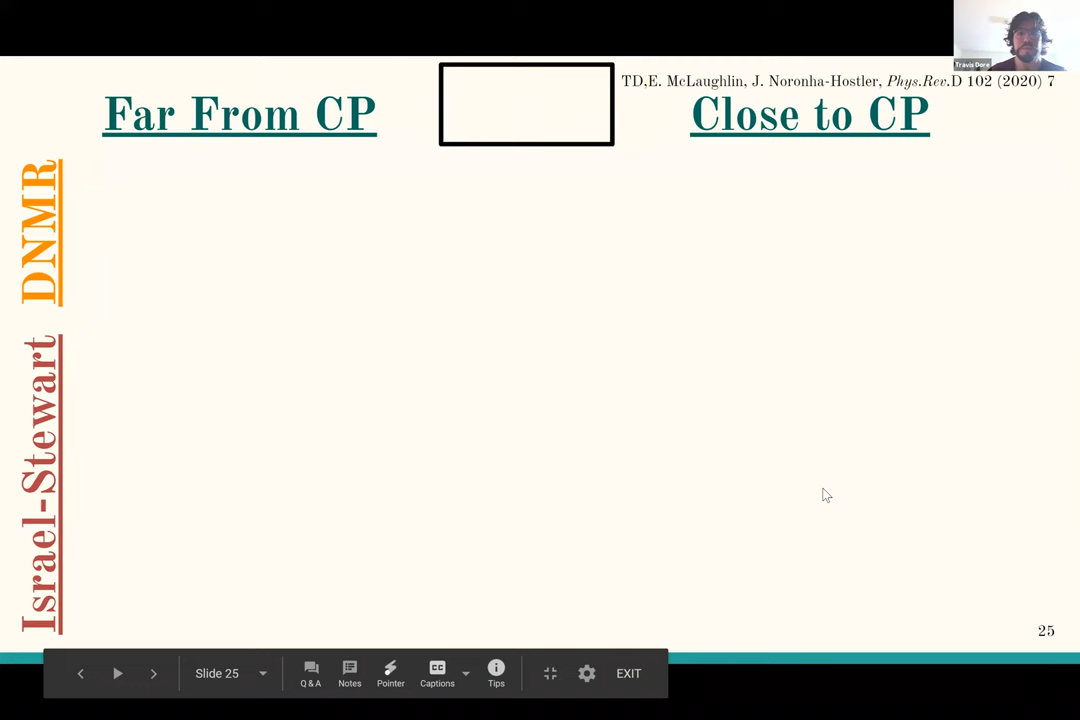 Travis Dore
TD,E. McLaughlin, J. Noronha-Hostler, Phys.Rev.D 102 (2020) 7
Far From CP
Close to CP
DNMR
Israel-Stewart
25
Slide 25
Q & A
Notes
Pointer
CC
Captions
Tips
EXIT